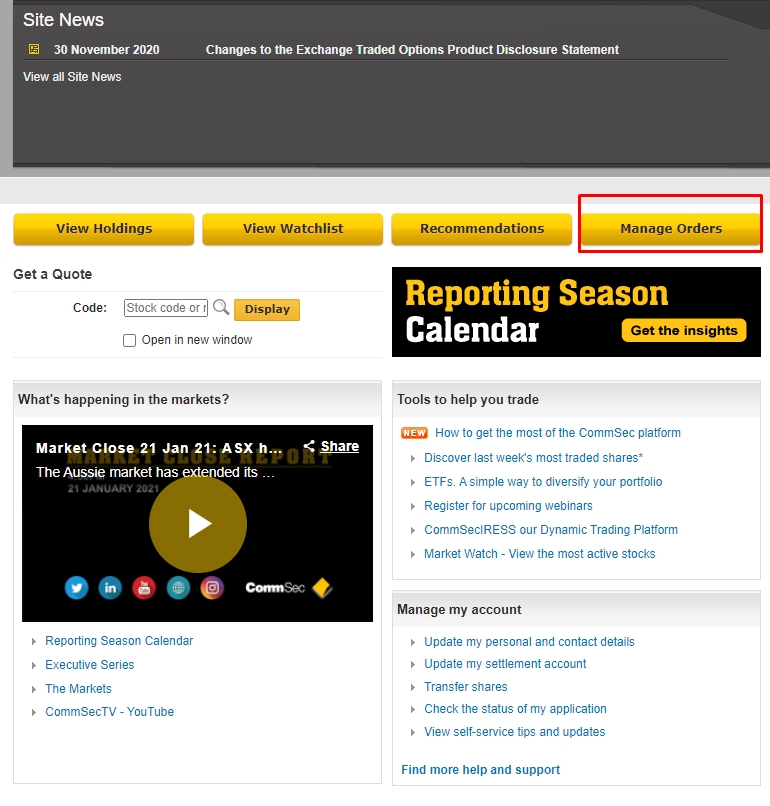 Site News
30 November 2020 Changes to the Exchange Traded Options Product Disclosure Statement
View all Site News
View Holdings View Watchlist Recommendations Manage Orders
Get a Quote
Code: Stock code or Display
Open in new window
Reporting Season
Calendar
Get the insights
What's happening in the markets?
Market Close 21 Jan 21: ASX h... Share
MARKET CLOSE REPORT
The Aussie market has extended its ...
21 JANUARY 2021
CommSec
Reporting Season Calendar
Executive Series
The Markets
CommSecTV - YouTube
Tools to help you trade
NEW How to get the most of the CommSec platform
Discover last week's most traded shares*
ETFs. A simple way to diversify your portfolio
Register for upcoming webinars
CommSecIRESS our Dynamic Trading Platform
Market Watch - View the most active stocks
Manage my account
Update my personal and contact details
Update my settlement account
Transfer shares
Check the status of my application
View self-service tips and updates
Find more help and support